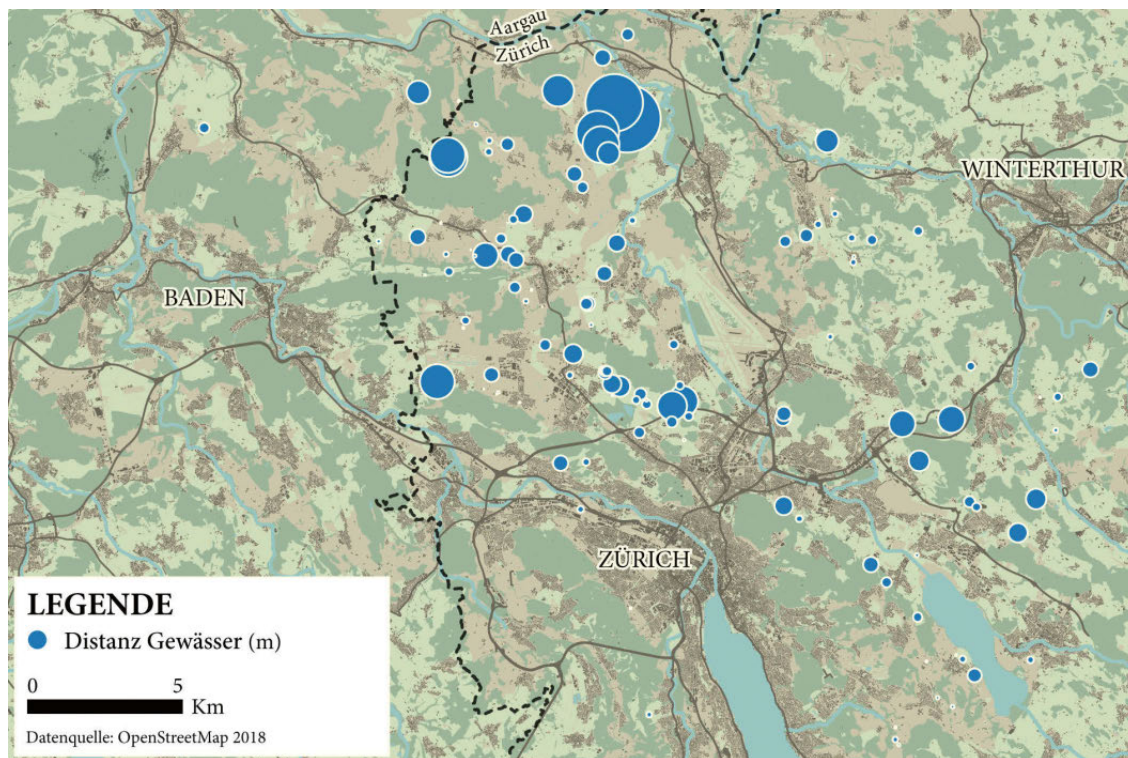 Aargau
Zürich
WINTERTHUR
BADEN
ZÜRICH
LEGENDE
Distanz Gewässer (m)
0 5
Km
Datenquelle: OpenStreetMap 2018